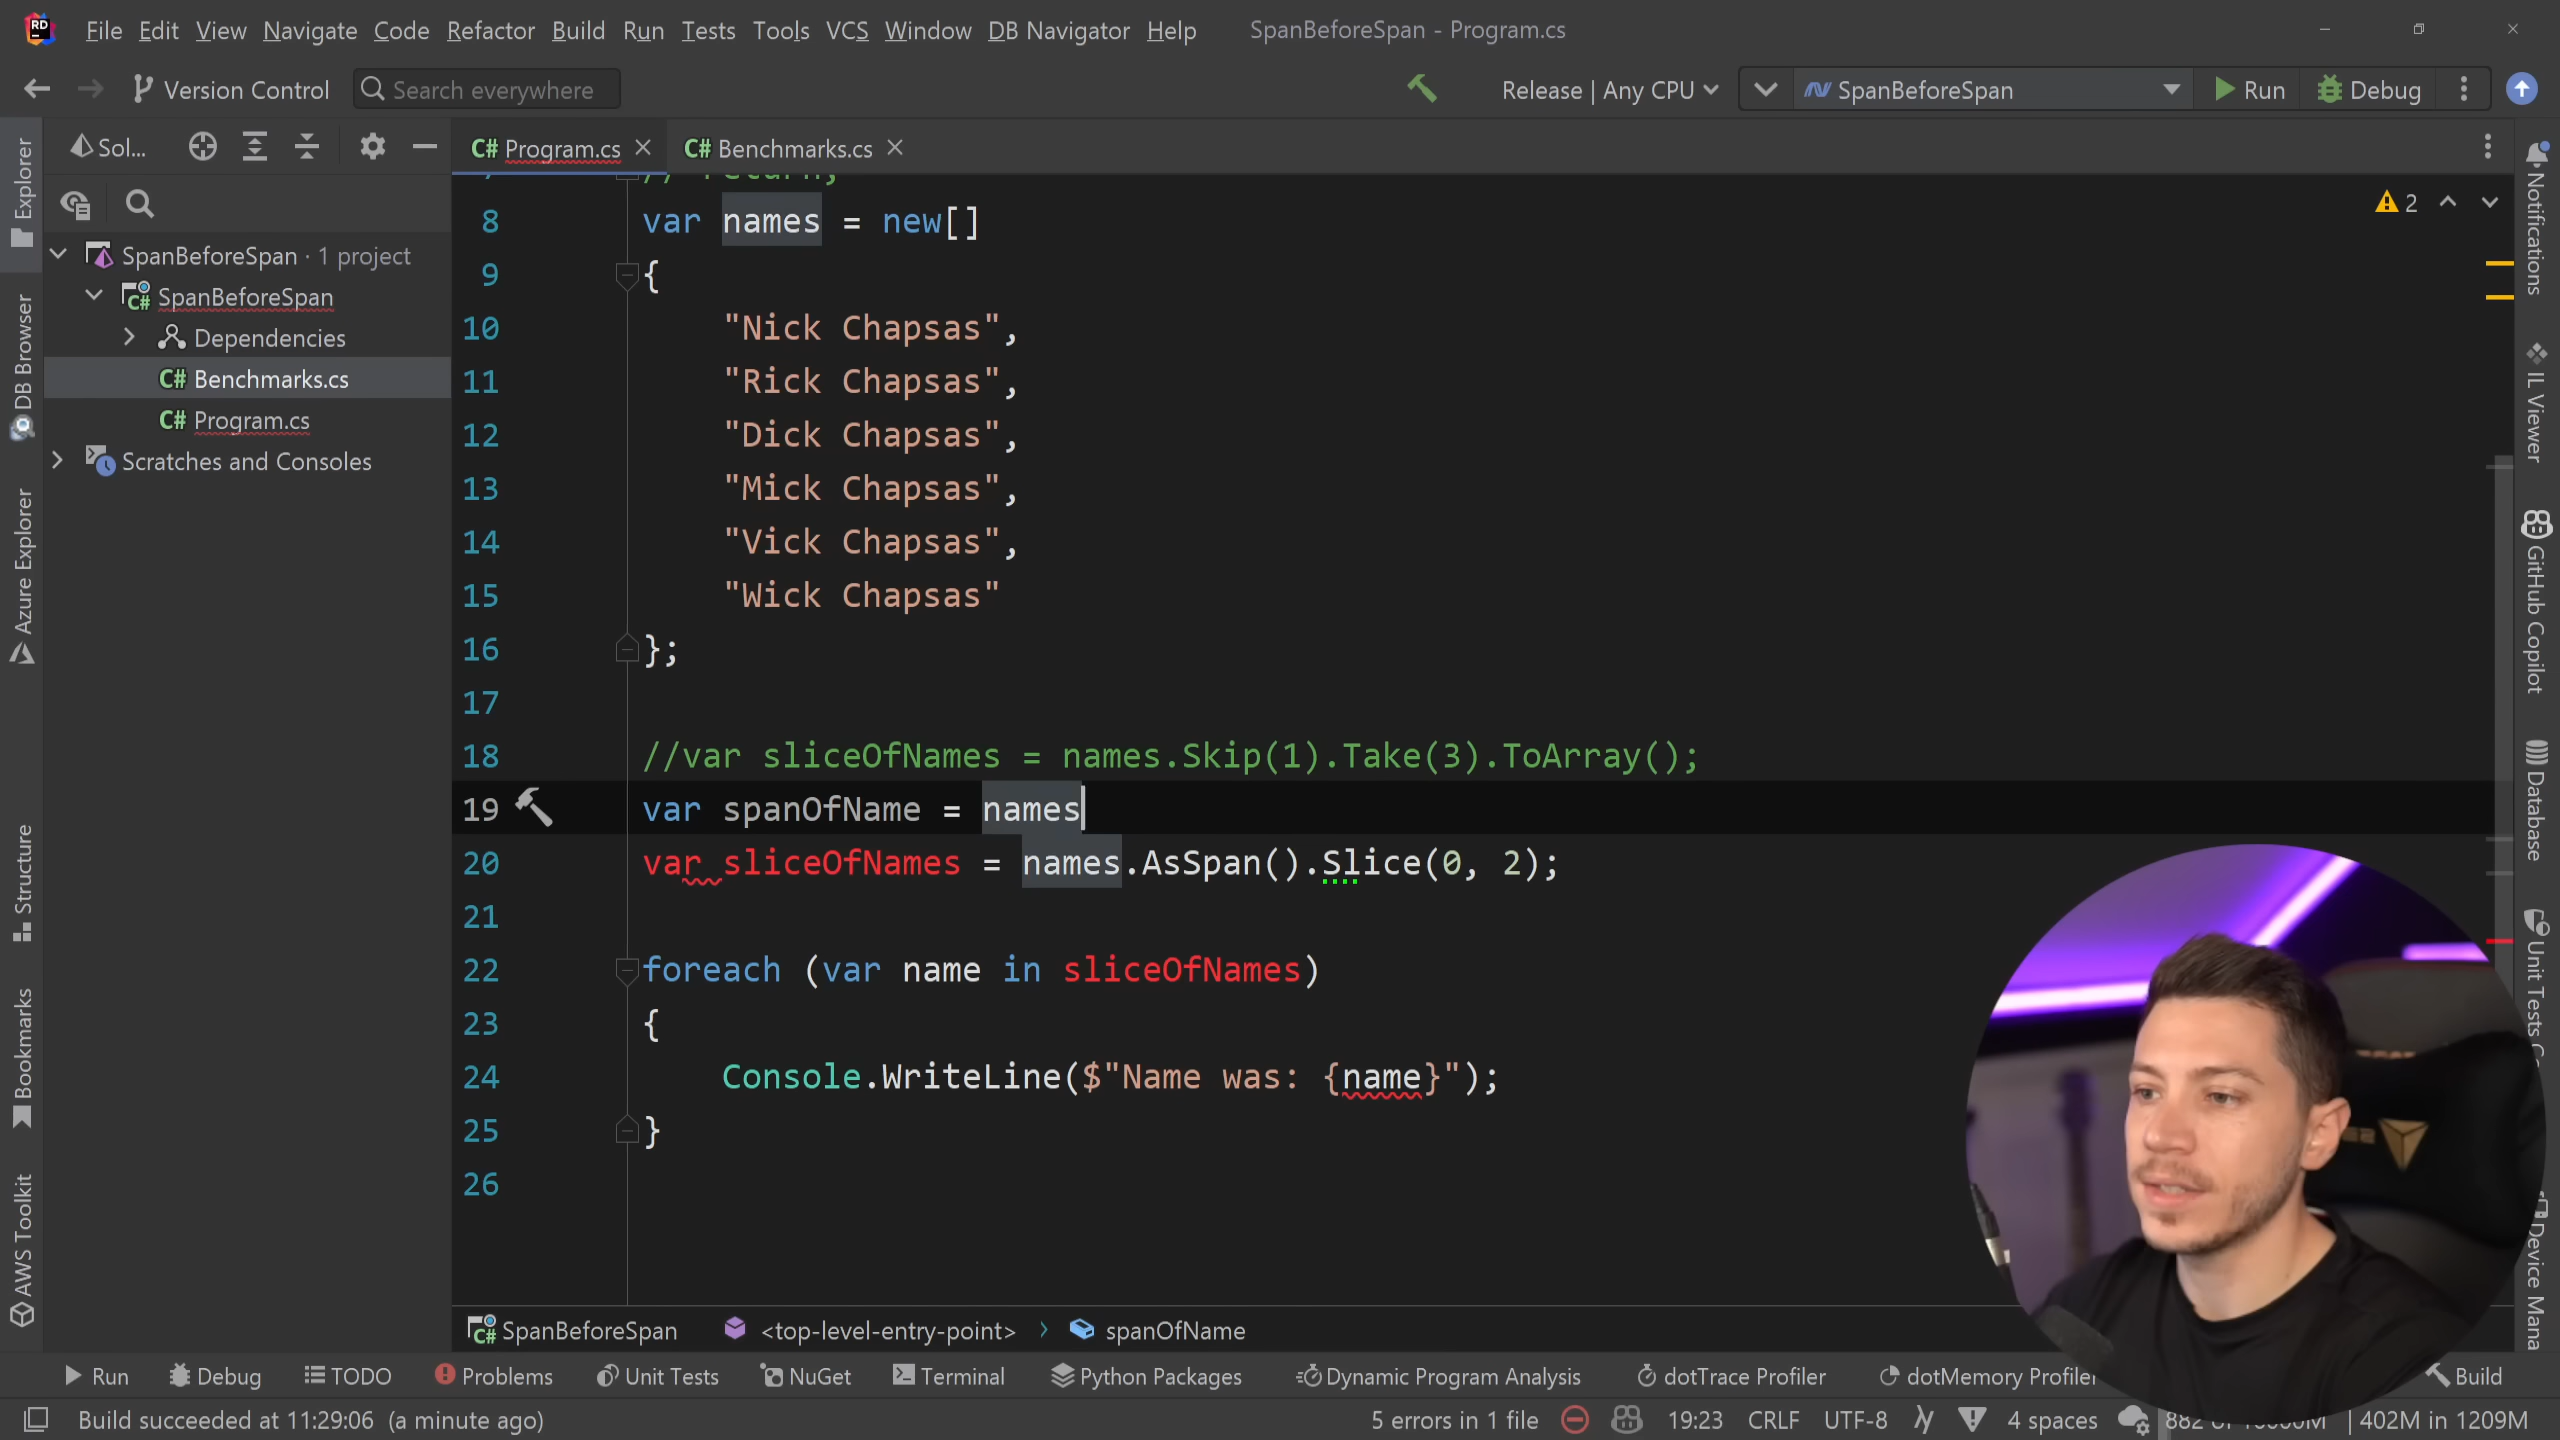 File Edit View Navigate Code Refactor Build Run Tests Tools VCS Window DB Navigator Help SpanBeforeSpan - Program.cs
Version Control Search everywhere Release | Any CPU SpanBeforeSpan Run Debug
Sol... C# Program.cs C# Benchmarks.cs
Explorer
DB Browser
Azure Explorer
Structure
Bookmarks
AWS Toolkit
SpanBeforeSpan · 1 project
C# SpanBeforeSpan
Dependencies
C# Benchmarks.cs
C# Program.cs
Scratches and Consoles
// return;
8 var names = new[]
9 {
10 "Nick Chapsas",
11 "Rick Chapsas",
12 "Dick Chapsas",
13 "Mick Chapsas",
14 "Vick Chapsas",
15 "Wick Chapsas"
16 };
17
18 //var sliceOfNames = names.Skip(1).Take(3).ToArray();
19 var spanOfName = names
20 var sliceOfNames = names.AsSpan().Slice(0, 2);
21
22 foreach (var name in sliceOfNames)
23 {
24 Console.WriteLine($"Name was: {name}");
25 }
26
2
Notifications
IL Viewer
GitHub Copilot
Database
Unit Tests
Device Mana
C# SpanBeforeSpan <top-level-entry-point> › spanOfName
Run Debug TODO Problems Unit Tests NuGet Terminal Python Packages Dynamic Program Analysis dotTrace Profiler dotMemory Profiler Build
Build succeeded at 11:29:06 (a minute ago) 5 errors in 1 file 19:23 CRLF UTF-8 4 spaces 402M in 1209M